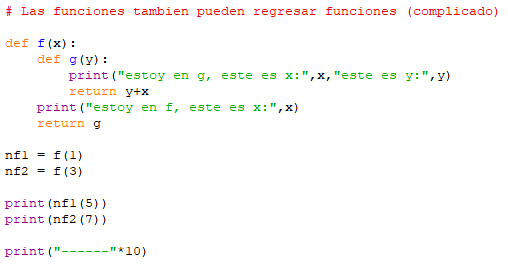 # Las funciones tambien pueden regresar funciones (complicado)
def f(x):
    def g(y):
        print("estoy en g, este es x:",x,"este es y:",y)
        return y+x
    print("estoy en f, este es x:",x)
    return g
nf1 = f(1)
nf2 = f(3)
print(nf1(5))
print(nf2(7))
print("------"*10)